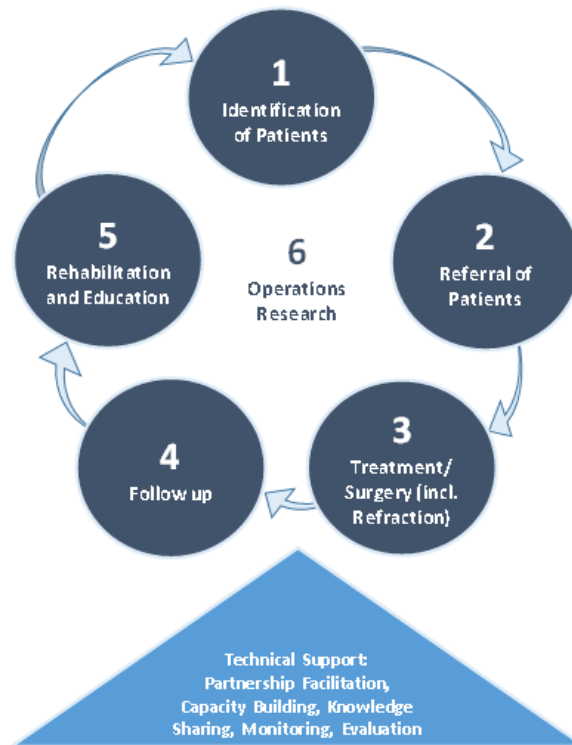 1
Identification
of Patients
2
Referral of
Patients
3
Treatment/
Surgery (incl.
Refraction)
4
Follow up
5
Rehabilitation
and Education
6
Operations
Research
Technical Support:
Partnership Facilitation,
Capacity Building, Knowledge
Sharing, Monitoring, Evaluation